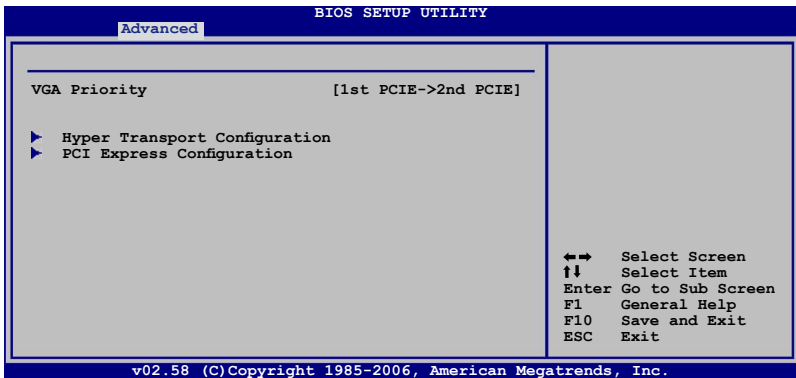 BIOS SETUP UTILITY
Advanced
VGA Priority [1st PCIE->2nd PCIE]
Hyper Transport Configuration
PCI Express Configuration
←→ Select Screen
↑↓ Select Item
Enter Go to Sub Screen
F1 General Help
F10 Save and Exit
ESC Exit
v02.58 (C)Copyright 1985-2006, American Megatrends, Inc.